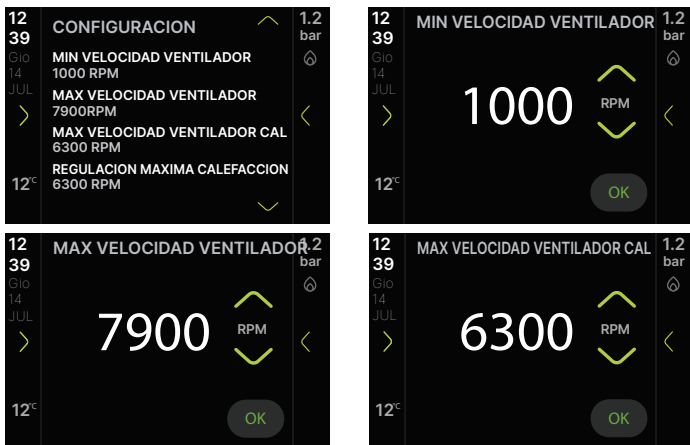 12
39
Gio
14
JUL
12°C
CONFIGURACION
MIN VELOCIDAD VENTILADOR
1000 RPM
MAX VELOCIDAD VENTILADOR
7900RPM
MAX VELOCIDAD VENTILADOR CAL
6300 RPM
REGULACION MAXIMA CALEFACCION
6300 RPM
1.2
bar
12
39
Gio
14
JUL
12°C
MIN VELOCIDAD VENTILADOR
1000
RPM
OK
1.2
bar
12
39
Gio
14
JUL
12°C
MAX VELOCIDAD VENTILADOR
7900
RPM
OK
1.2
bar
12
39
Gio
14
JUL
12°C
MAX VELOCIDAD VENTILADOR CAL
6300
RPM
OK
1.2
bar